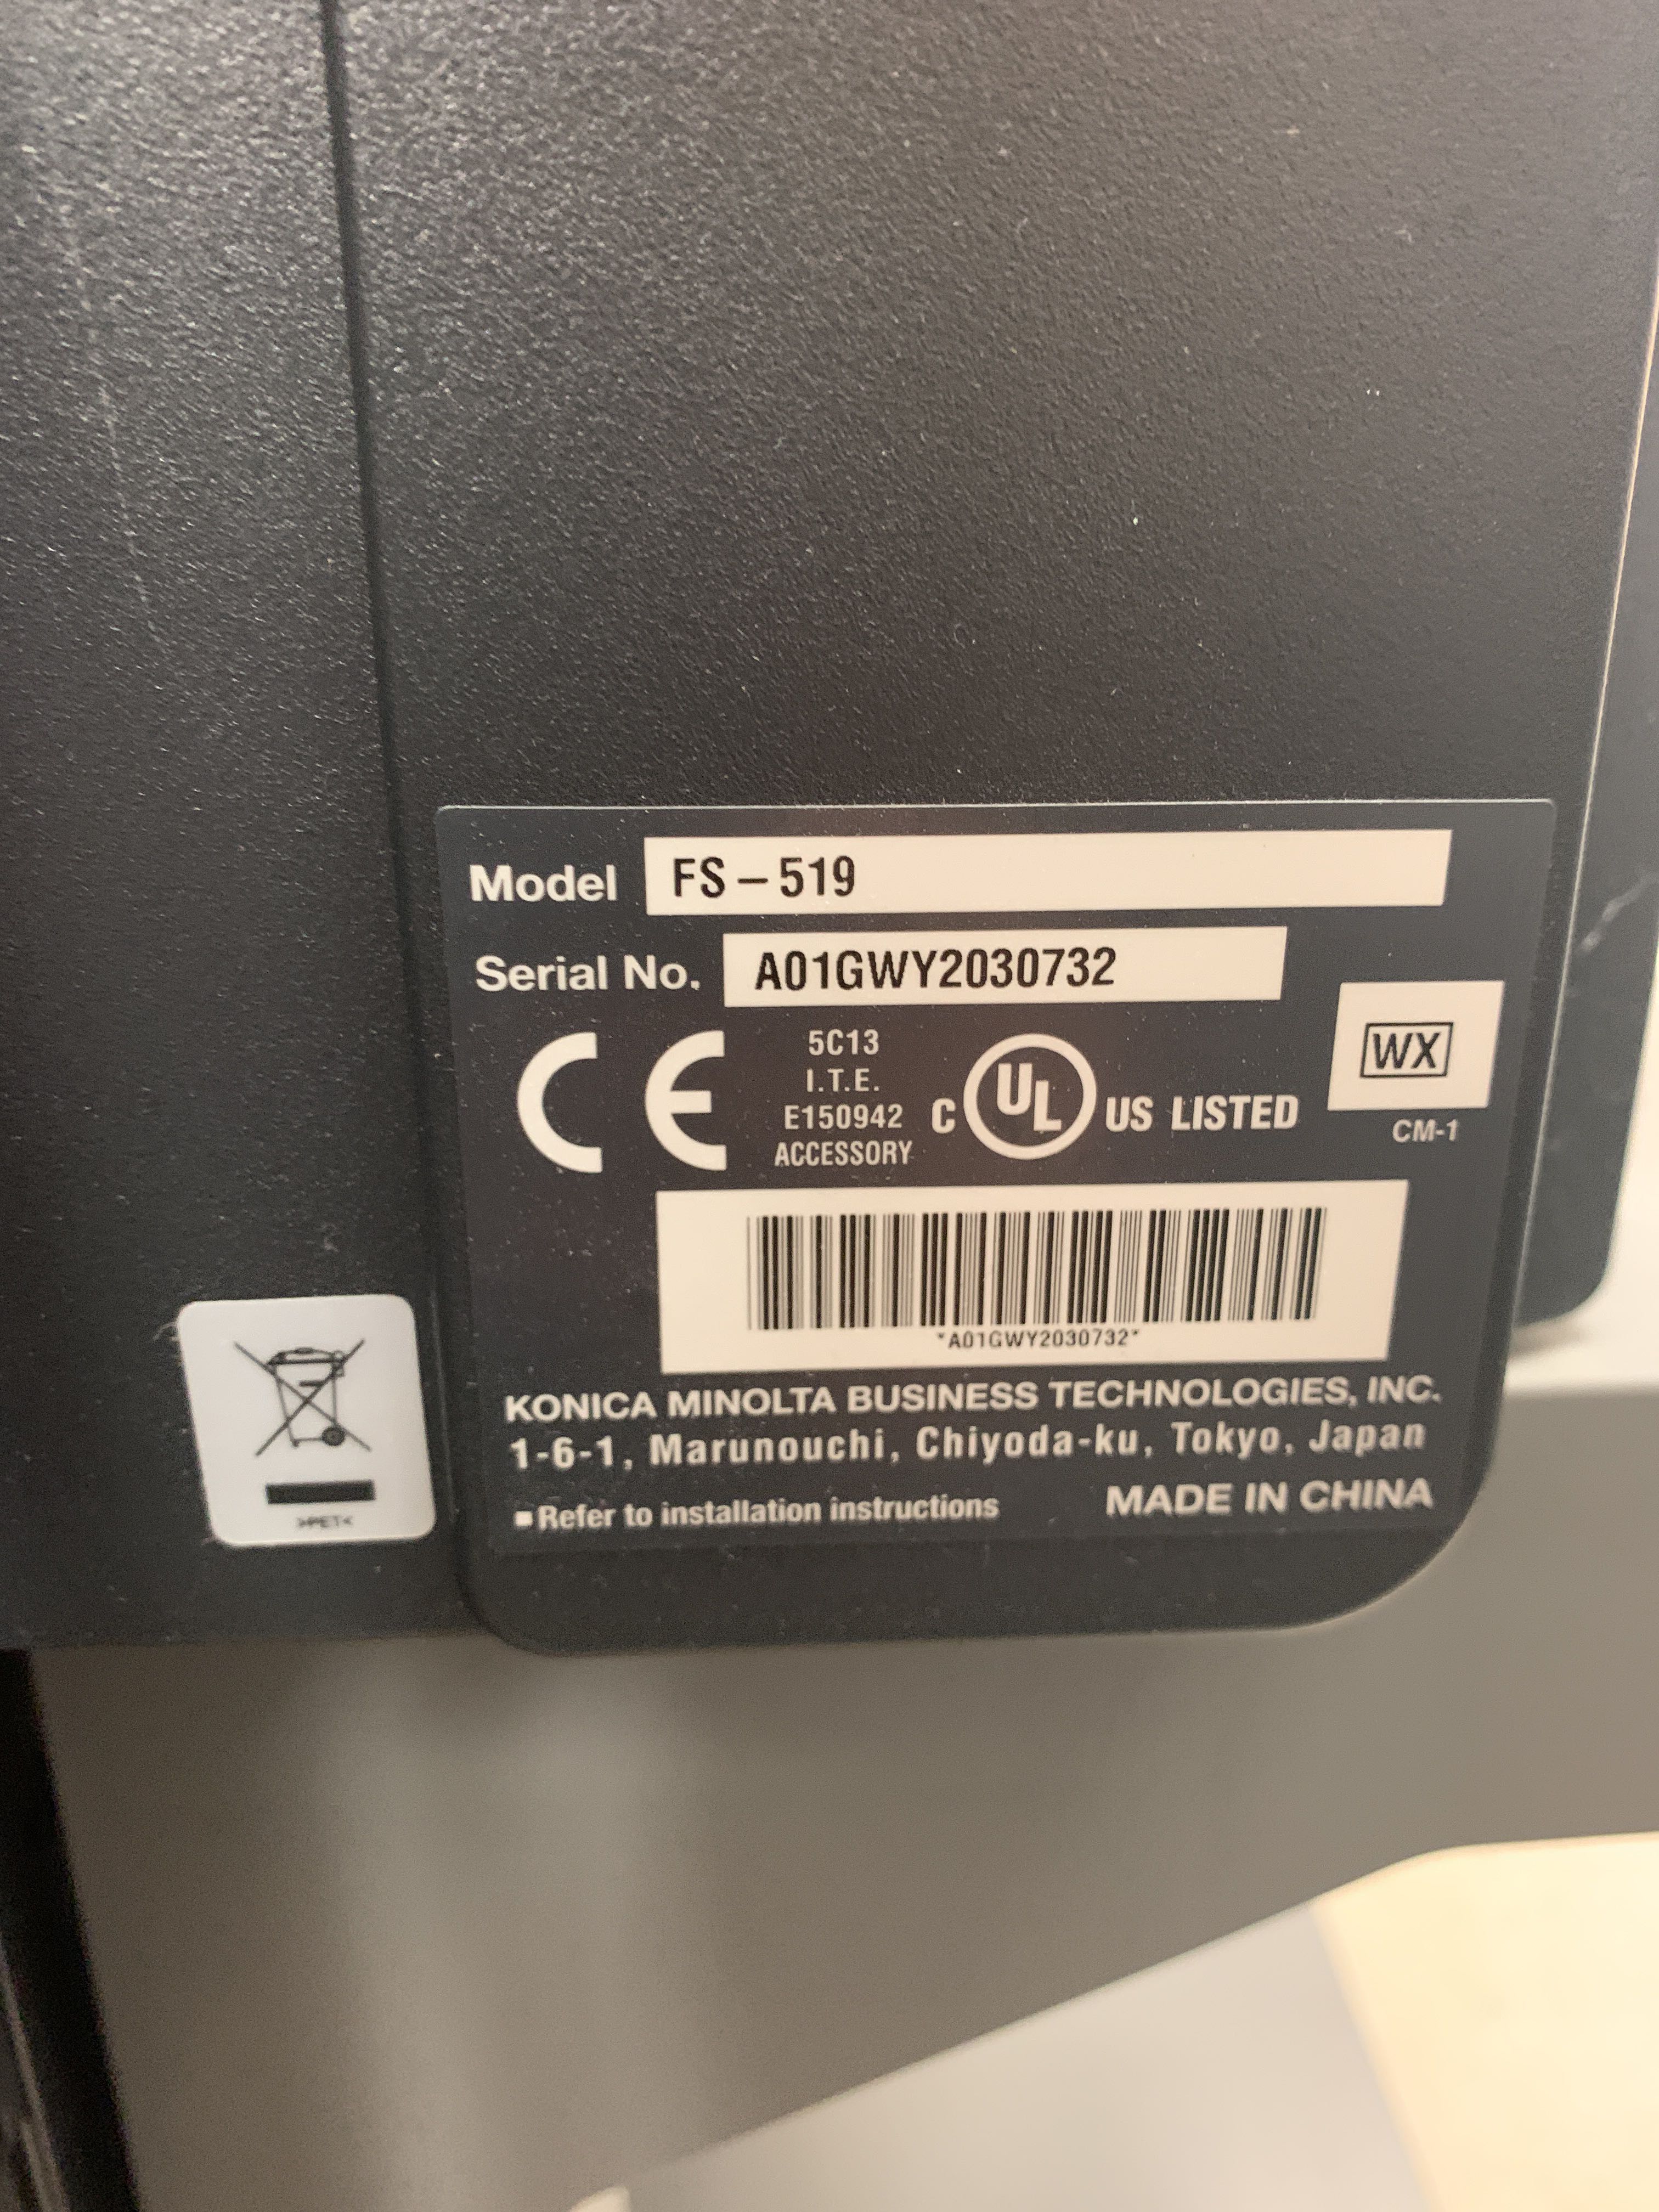 Model FS – 519
Serial No. A01GWY2030732
CE
5C13
I.T.E.
E150942
ACCESSORY
C UL US LISTED
WX
CM-1
*A01GWY2030732*
KONICA MINOLTA BUSINESS TECHNOLOGIES, INC.
1-6-1, Marunouchi, Chiyoda-ku, Tokyo, Japan
■Refer to installation instructions MADE IN CHINA
>PET<